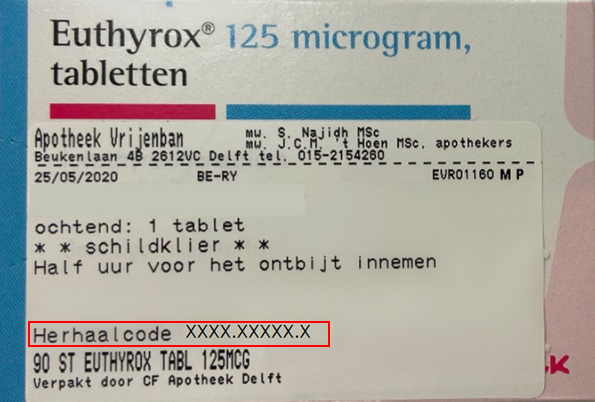 Euthyrox® 125 microgram,
tabletten
Apotheek Vrijenban
mw. S. Najidh MSc
mw. J.C.M. 't Hoen MSc, apothekers
Beukenlaan 4B 2612VC Delft tel. 015-2154260
25/05/2020 BE-RY EVR01160 M P
ochtend: 1 tablet
* * schildklier * *
Half uur voor het ontbijt innemen
Herhaalcode XXXX.XXXXX.X
90 ST EUTHYROX TABL 125MCG
Verpakt door CF Apotheek Delft